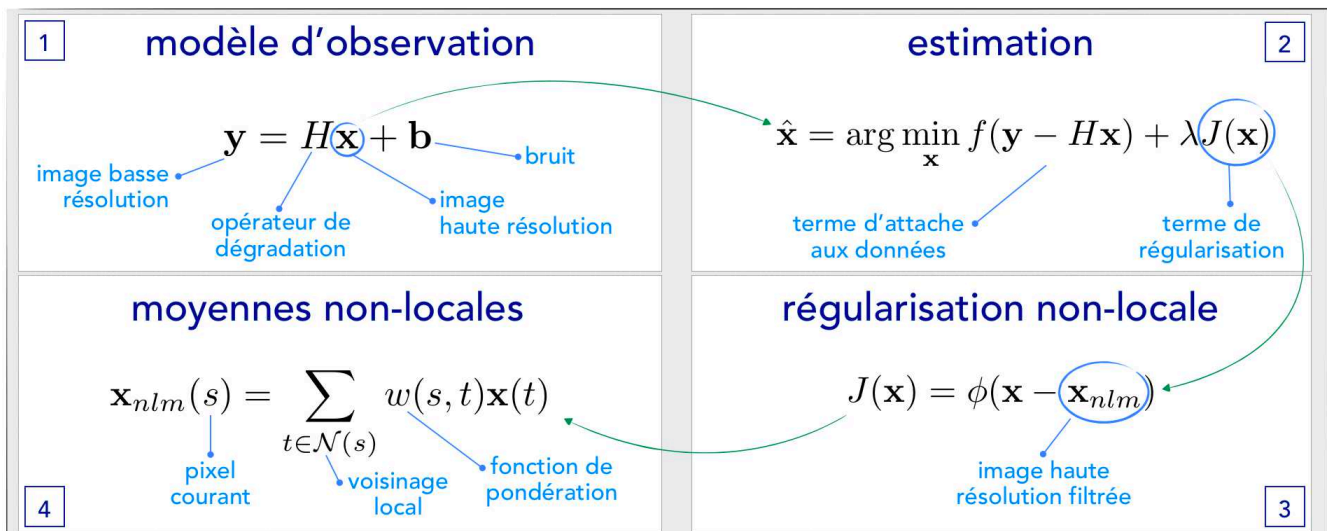 1
modèle d'observation
y = Hx + b
image basse
résolution
opérateur de
dégradation
image
haute résolution
bruit
estimation
2
x̂ = arg min f(y − Hx) + λJ(x)
x
terme d'attache
aux données
terme de
régularisation
régularisation non-locale
J(x) = ϕ(x − x_nlm)
image haute
résolution filtrée
3
moyennes non-locales
x_nlm(s) = ∑ w(s, t)x(t)
t∈N(s)
pixel
courant
voisinage
local
fonction de
pondération
4